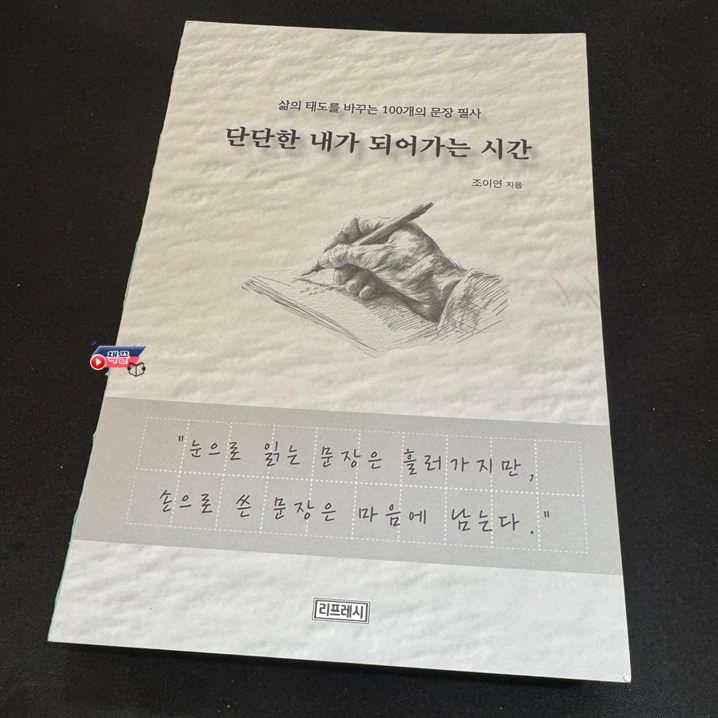 삶의 태도를 바꾸는 100개의 문장 필사
단단한 내가 되어가는 시간
조이연 지음
책끌
"눈으로 읽는 문장은 흘러가지만,
손으로 쓴 문장은 마음에 남는다."
리프레시